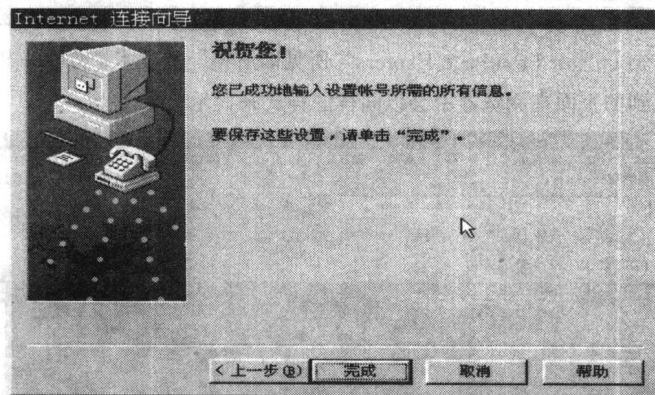 Internet 连接向导
祝贺您!
您已成功地输入设置帐号所需的所有信息。
要保存这些设置，请单击“完成”。
< 上一步(B)
完成
取消
帮助